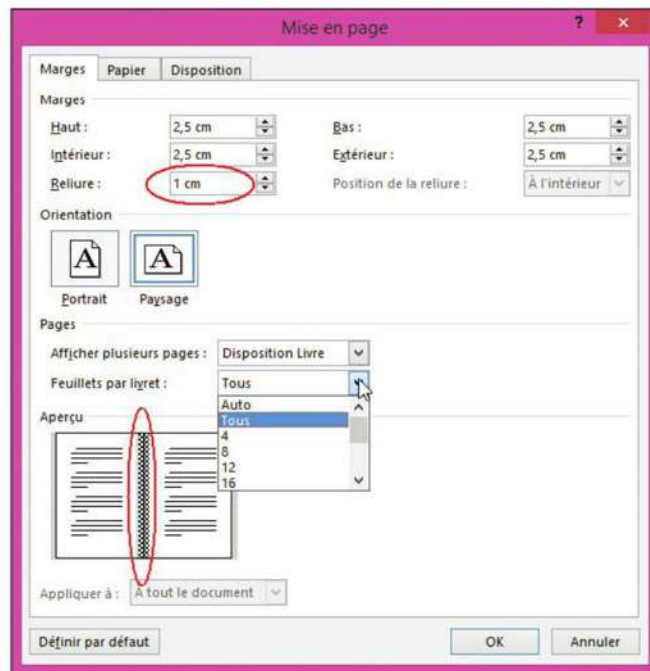 Mise en page ?
Marges Papier Disposition
Marges
Haut : 2,5 cm Bas : 2,5 cm
Intérieur : 2,5 cm Extérieur : 2,5 cm
Reliure : 1 cm Position de la reliure : À l'intérieur
Orientation
A A
Portrait Paysage
Pages
Afficher plusieurs pages : Disposition Livre
Feuillets par livret : Tous
Auto
Tous
4
8
12
16
Aperçu
Appliquer à : A tout le document
Définir par défaut OK Annuler